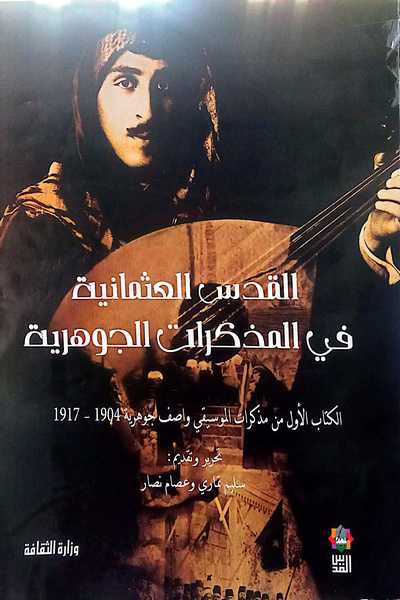 القدس العثمانية
في المذكرات الجوهرية
الكتاب الأول من مذكرات الموسيقي واصف جوهرية 1904 - 1917
تحرير وتقديم:
سليم تماري وعصام نصار
وزارة الثقافة
القدس